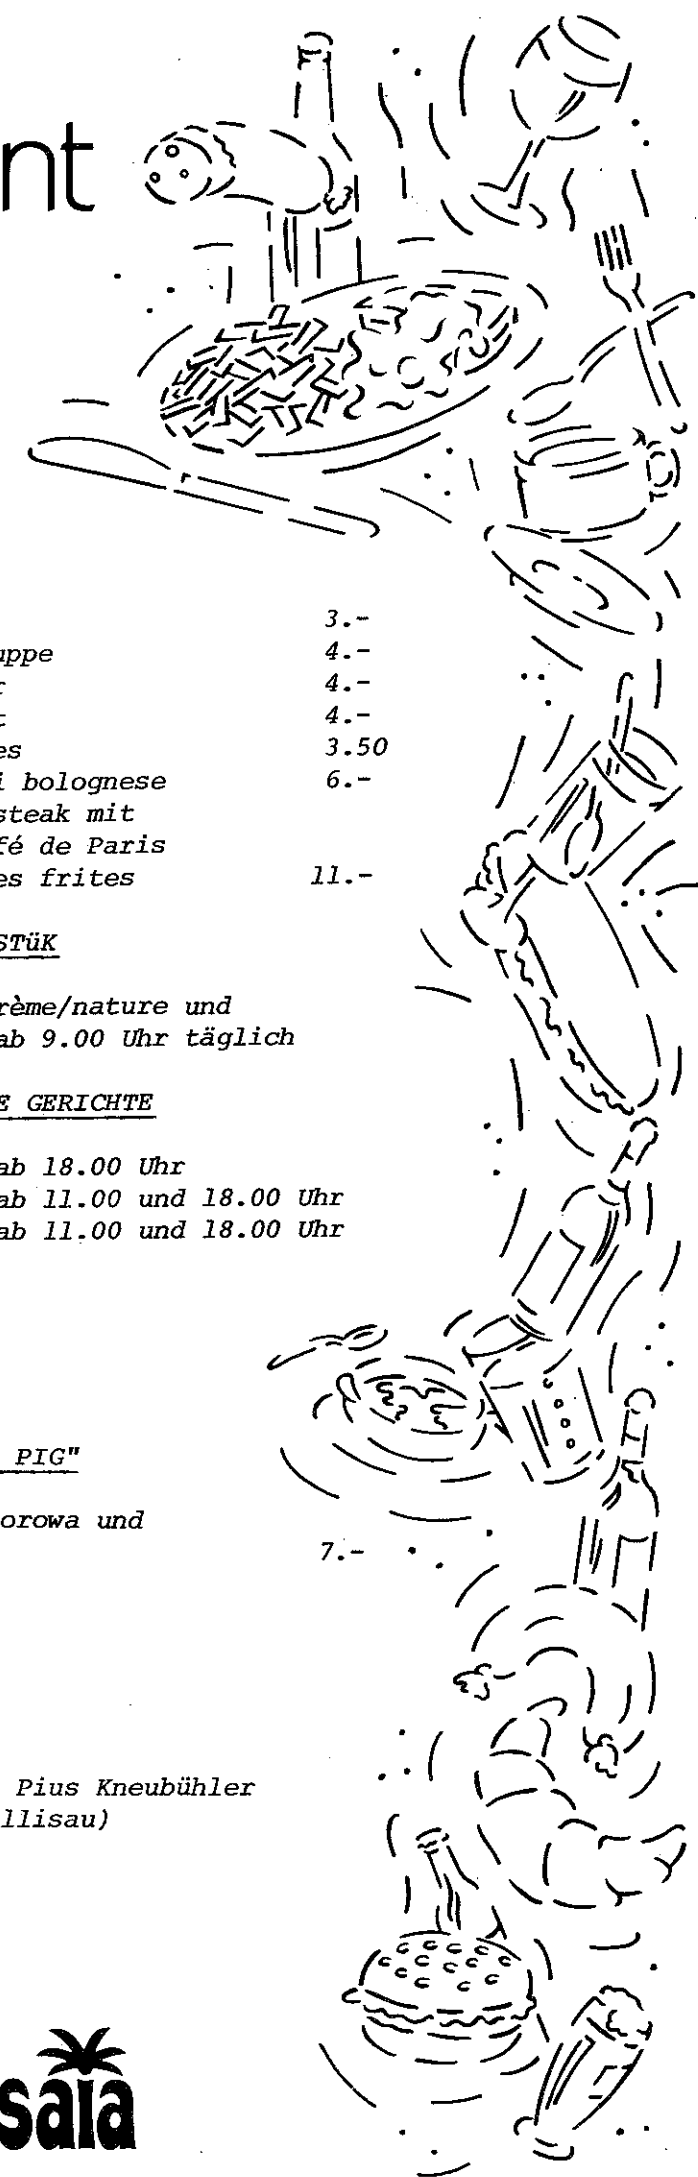 nt
3.-
uppe 4.-
r 4.-
t 4.-
es 3.50
i bolognese 6.-
steak mit
fé de Paris
es frites 11.-
STüK
rème/nature und
ab 9.00 Uhr täglich
E GERICHTE
ab 18.00 Uhr
ab 11.00 und 18.00 Uhr
ab 11.00 und 18.00 Uhr
PIG"
orowa und
7.-
Pius Kneubühler
llisau)
saia